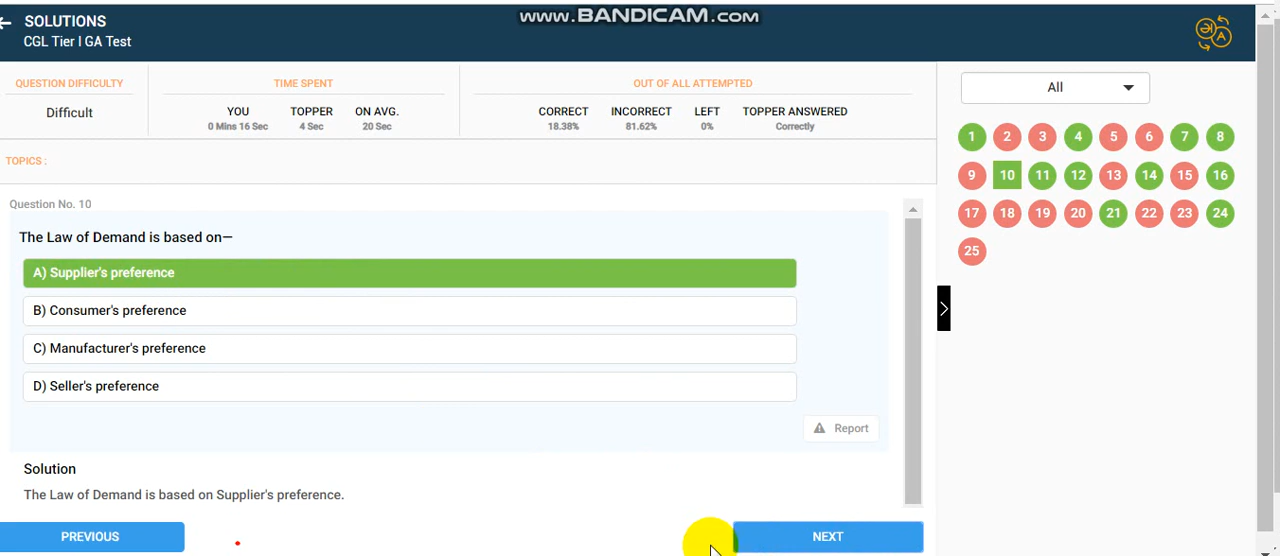 www.BANDICAM.com
SOLUTIONS
CGL Tier I GA Test
QUESTION DIFFICULTY
Difficult
TIME SPENT
YOU TOPPER ON AVG.
0 Mins 16 Sec 4 Sec 20 Sec
OUT OF ALL ATTEMPTED
CORRECT INCORRECT LEFT TOPPER ANSWERED
18.38% 81.62% 0% Correctly
TOPICS :
Question No. 10
The Law of Demand is based on—
A) Supplier's preference
B) Consumer's preference
C) Manufacturer's preference
D) Seller's preference
Report
Solution
The Law of Demand is based on Supplier's preference.
PREVIOUS
NEXT
All
1 2 3 4 5 6 7 8
9 10 11 12 13 14 15 16
17 18 19 20 21 22 23 24
25
अ A